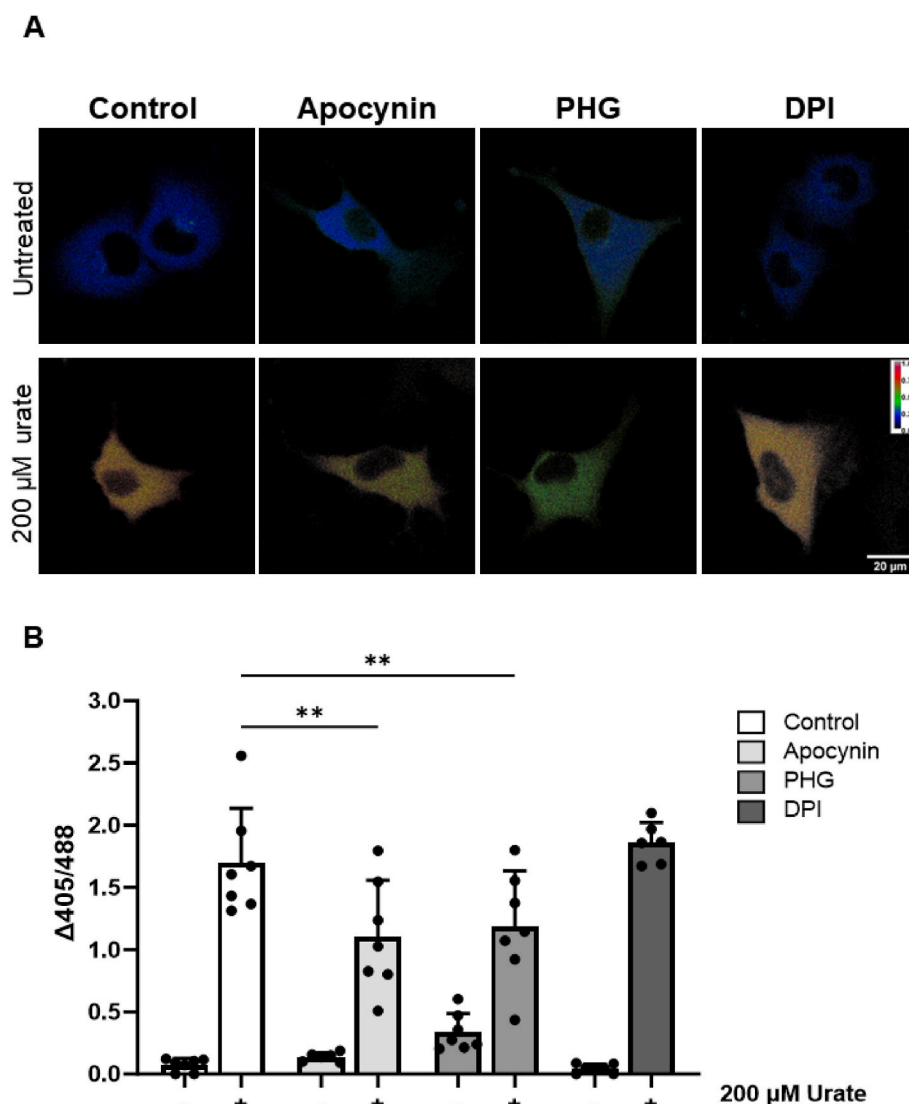 A
Control Apocynin PHG DPI
Untreated
200 µM urate
20 µm
B
**
**
3.0
2.5
2.0
1.5
1.0
0.5
0.0
Δ405/488
Control
Apocynin
PHG
DPI
- + - + - + - + 200 µM Urate